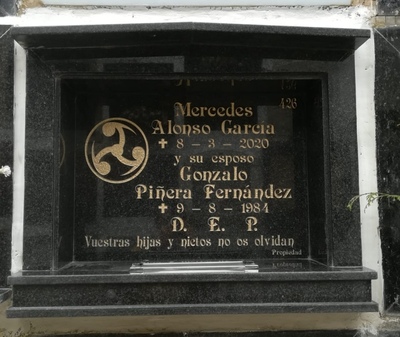 426
Mercedes
Alonso García
✝ 8 - 3 - 2020
y su esposo
Gonzalo
Piñera Fernández
✝ 9 - 8 - 1984
D. E. P.
Vuestras hijas y nietos no os olvidan
Propiedad